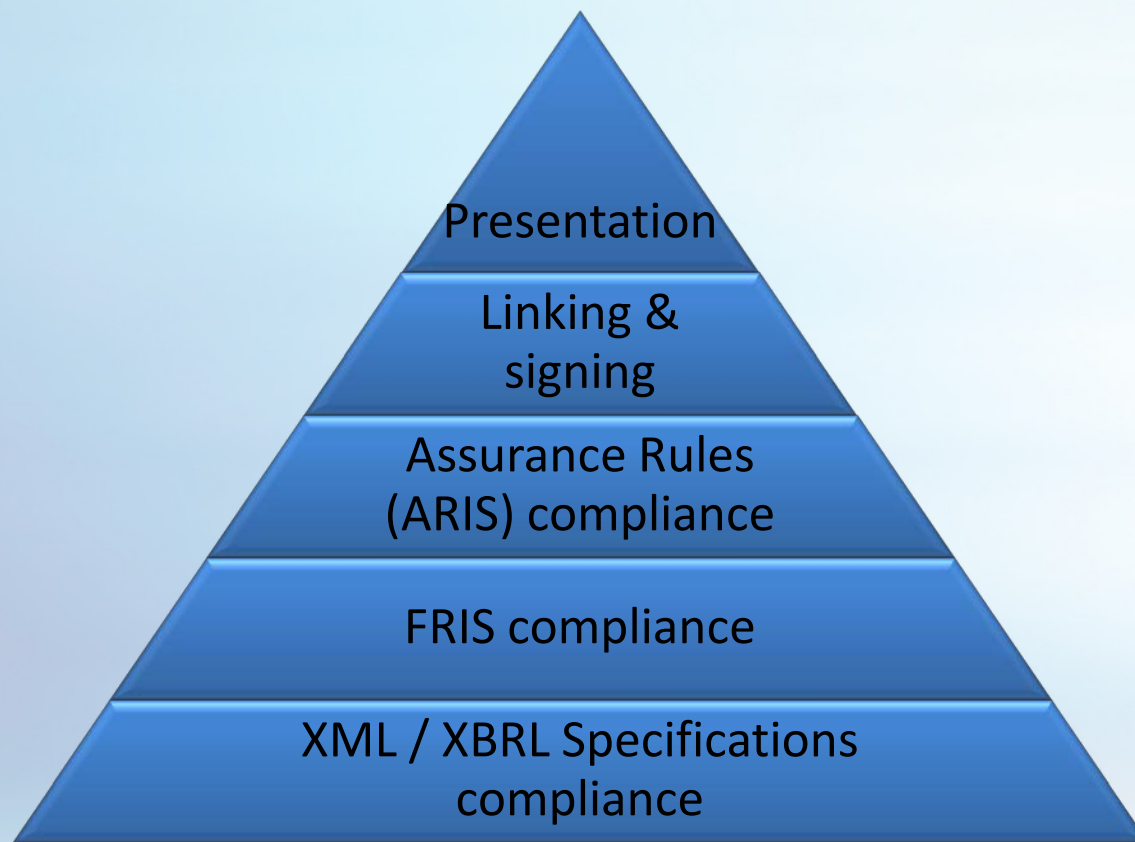 Presentation
Linking &
signing
Assurance Rules
(ARIS) compliance
FRIS compliance
XML / XBRL Specifications
compliance